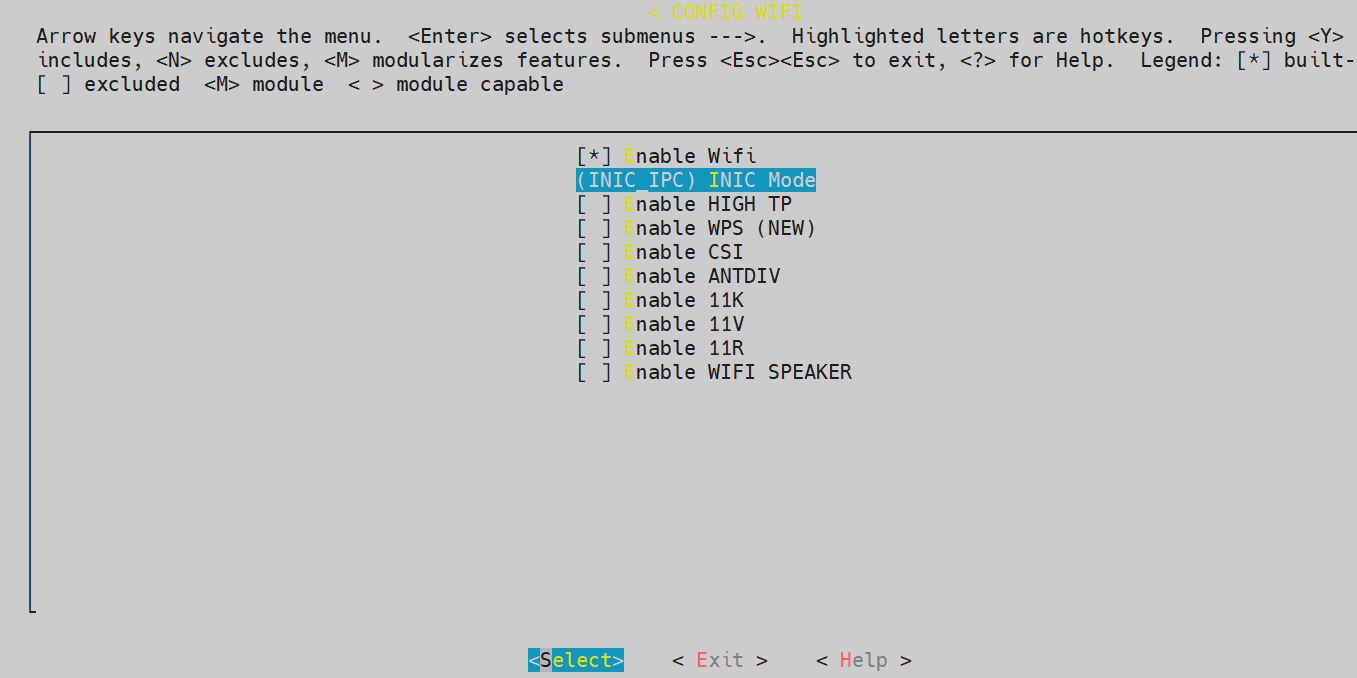 < CONFIG WIFI
Arrow keys navigate the menu.  <Enter> selects submenus --->.  Highlighted letters are hotkeys.  Pressing <Y>
includes, <N> excludes, <M> modularizes features.  Press <Esc><Esc> to exit, <?> for Help.  Legend: [*] built-
[ ] excluded  <M> module  < > module capable
[*] Enable Wifi
(INIC_IPC) INIC Mode
[ ] Enable HIGH TP
[ ] Enable WPS (NEW)
[ ] Enable CSI
[ ] Enable ANTDIV
[ ] Enable 11K
[ ] Enable 11V
[ ] Enable 11R
[ ] Enable WIFI SPEAKER
<Select>    < Exit >    < Help >